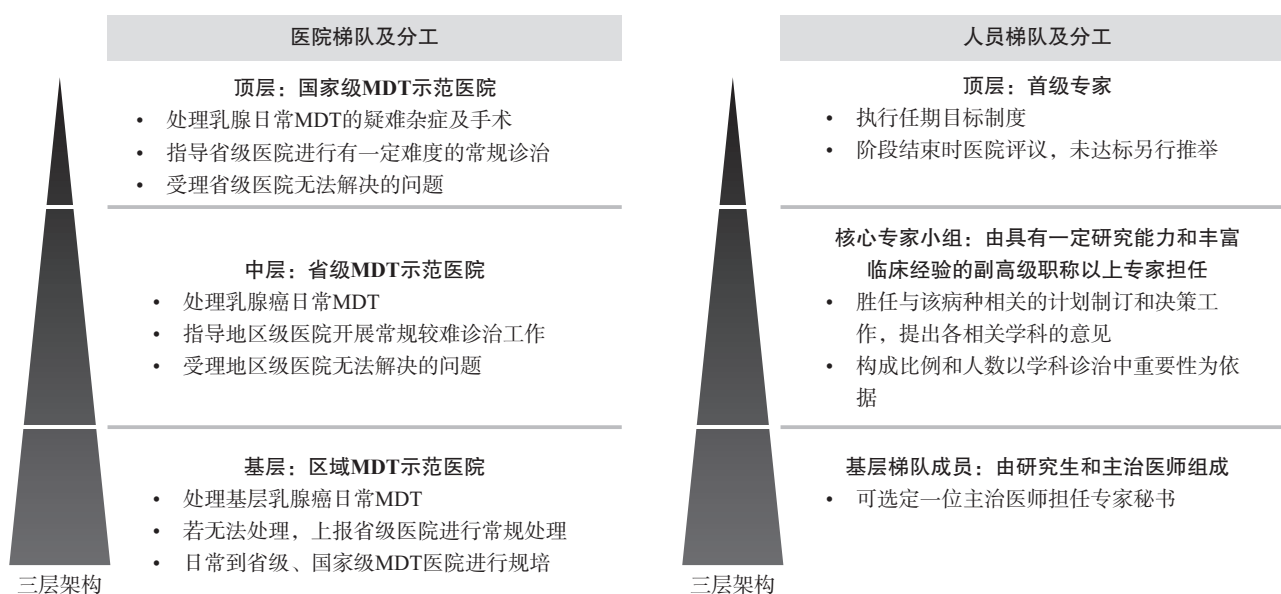 医院梯队及分工
顶层：国家级MDT示范医院
• 处理乳腺日常MDT的疑难杂症及手术
• 指导省级医院进行有一定难度的常规诊治
• 受理省级医院无法解决的问题
中层：省级MDT示范医院
• 处理乳腺癌日常MDT
• 指导地区级医院开展常规较难诊治工作
• 受理地区级医院无法解决的问题
基层：区域MDT示范医院
• 处理基层乳腺癌日常MDT
• 若无法处理，上报省级医院进行常规处理
• 日常到省级、国家级MDT医院进行规培
三层架构
人员梯队及分工
顶层：首级专家
• 执行任期目标制度
• 阶段结束时医院评议，未达标另行推举
核心专家小组：由具有一定研究能力和丰富
临床经验的副高级职称以上专家担任
• 胜任与该病种相关的计划制订和决策工
作，提出各相关学科的意见
• 构成比例和人数以学科诊治中重要性为依
据
基层梯队成员：由研究生和主治医师组成
• 可选定一位主治医师担任专家秘书
三层架构